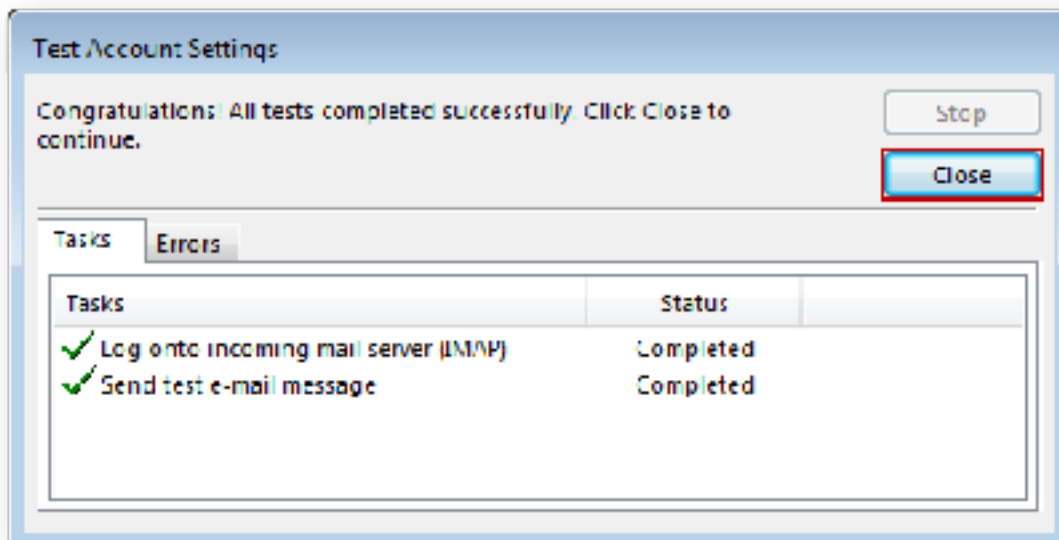 Test Account Settings
Congratulations! All tests completed successfully. Click Close to
continue.
Stop
Close
Tasks
Errors
Tasks Status
Log onto incoming mail server (IMAP) Completed
Send test e-mail message Completed